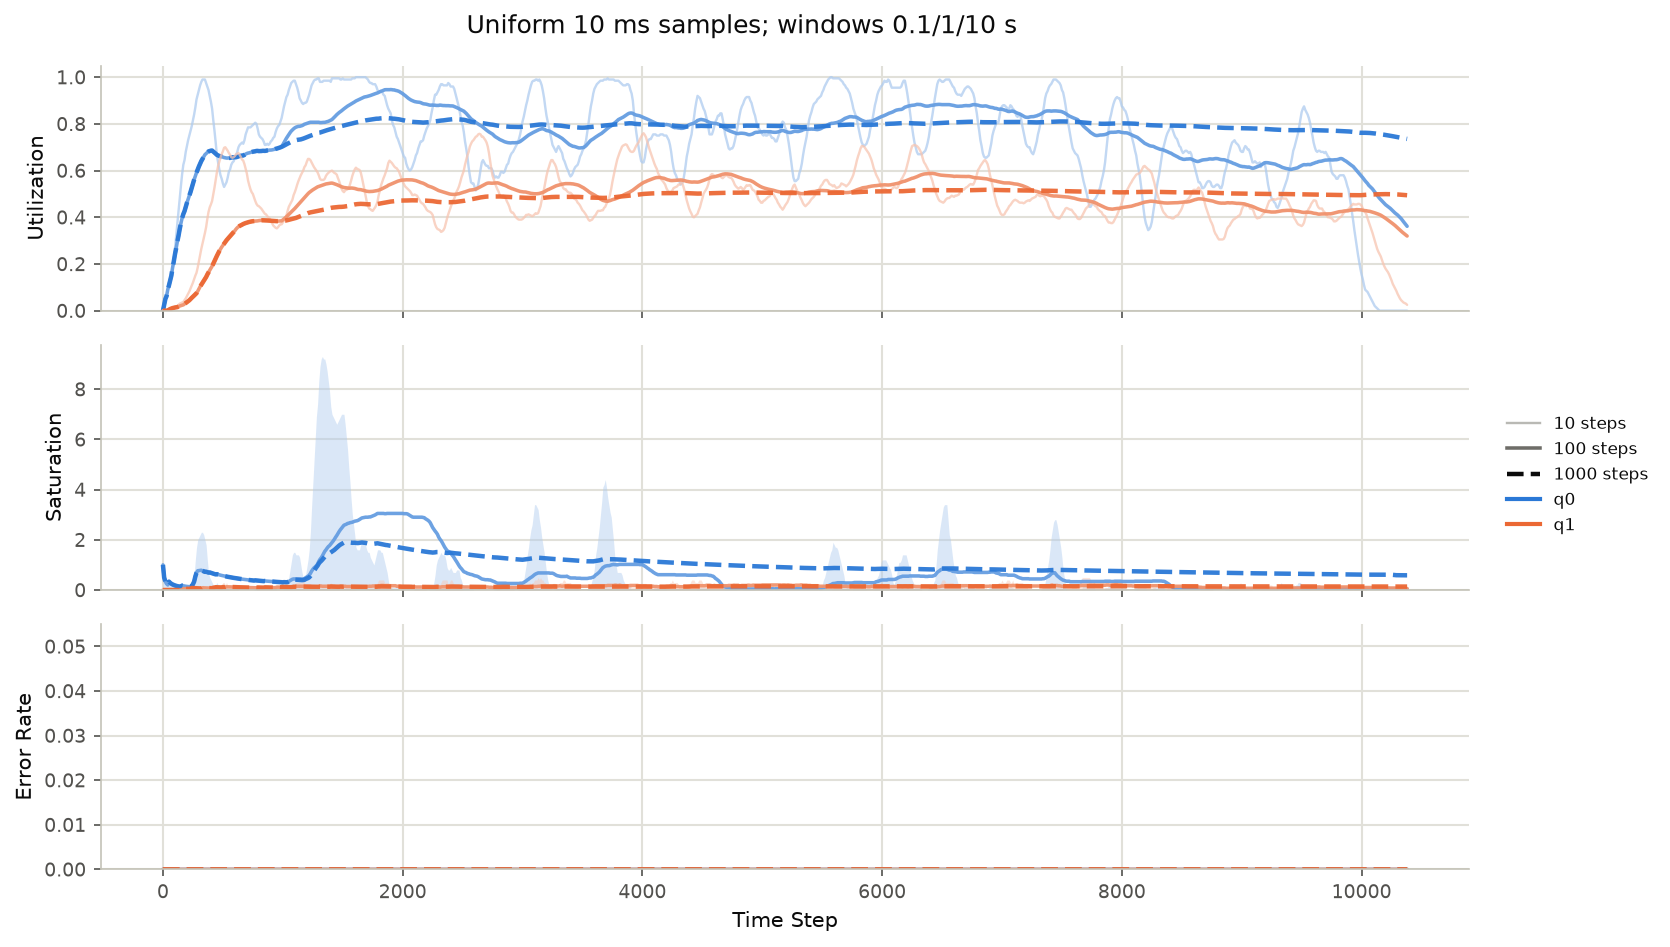 Uniform 10 ms samples; windows 0.1/1/10 s
Utilization
1.0
0.8
0.6
0.4
0.2
0.0
Saturation
8
6
4
2
0
Error Rate
0.05
0.04
0.03
0.02
0.01
0.00
0
2000
4000
6000
8000
10000
Time Step
10 steps
100 steps
1000 steps
q0
q1